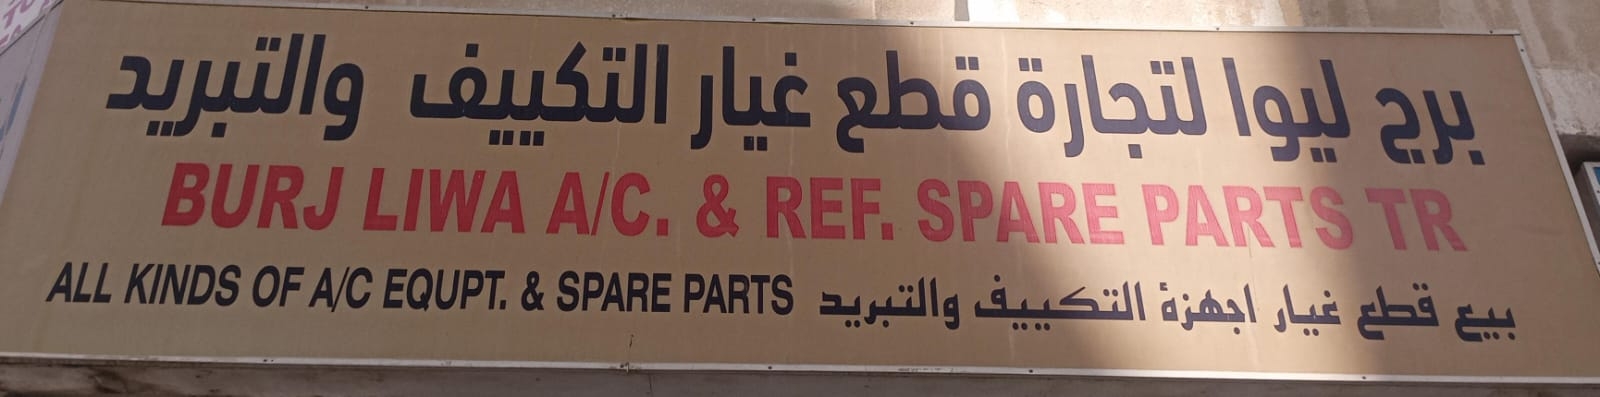 برج ليوا لتجارة قطع غيار التكييف والتبريد
BURJ LIWA A/C. & REF. SPARE PARTS TR
ALL KINDS OF A/C EQUPT. & SPARE PARTS
بيع قطع غيار اجهزة التكييف والتبريد